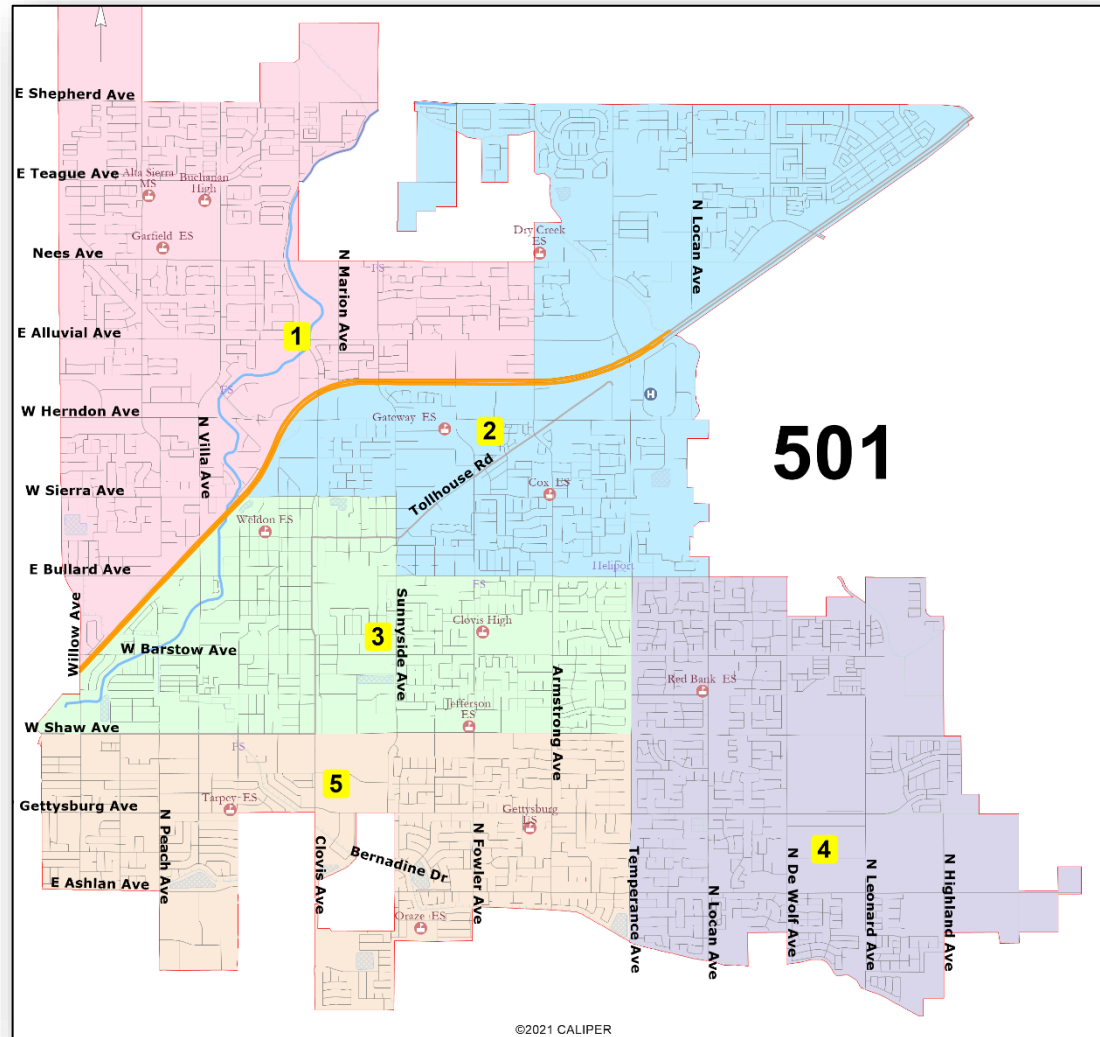 E Shepherd Ave
E Teague Ave
Alta Sierra
MS
Buchanan
High
N Locan Ave
Garfield ES
Dry Creek
ES
Nees Ave
N Marion Ave
FS
E Alluvial Ave
1
FS
H
W Herndon Ave
N Villa Ave
Gateway ES
2
501
Tollhouse Rd
W Sierra Ave
Cox ES
Weldon ES
E Bullard Ave
Heliport
FS
Willow Ave
Sunnyside Ave
Clovis High
3
W Barstow Ave
Armstrong Ave
Red Bank ES
Jefferson
ES
W Shaw Ave
FS
5
Tarpey ES
Gettysburg Ave
Gettysburg
ES
N Peach Ave
Clovis Ave
Bernadine Dr
N Fowler Ave
Temperance Ave
4
N De Wolf Ave
N Leonard Ave
N Highland Ave
E Ashlan Ave
N Locan Ave
Oraze ES
©2021 CALIPER